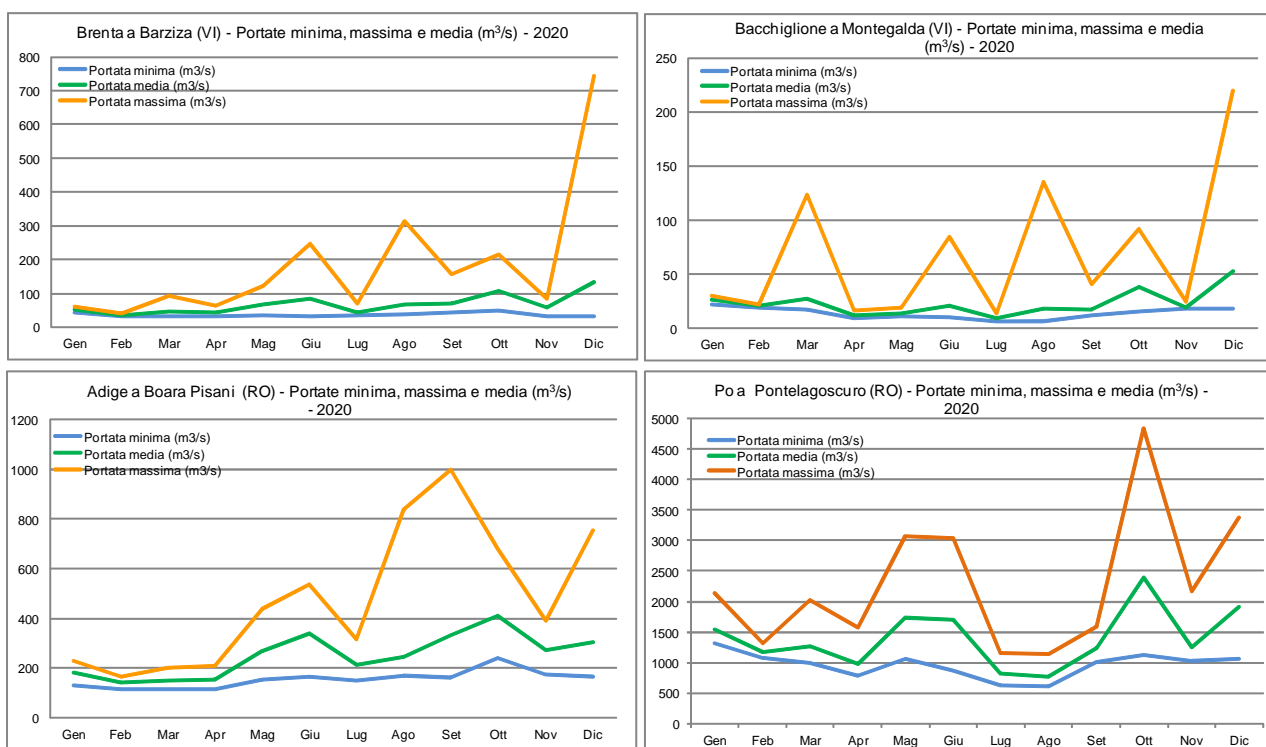 Brenta a Barziza (VI) - Portate minima, massima e media (m³/s) - 2020
800
700
600
500
400
300
200
100
0
Portata minima (m3/s)
Portata media (m3/s)
Portata massima (m3/s)
Gen Feb Mar Apr Mag Giu Lug Ago Set Ott Nov Dic
Bacchiglione a Montegalda (VI) - Portate minima, massima e media
(m³/s) - 2020
250
200
150
100
50
0
Portata minima (m3/s)
Portata media (m3/s)
Portata massima (m3/s)
Gen Feb Mar Apr Mag Giu Lug Ago Set Ott Nov Dic
Adige a Boara Pisani (RO) - Portate minima, massima e media (m³/s)
- 2020
1200
1000
800
600
400
200
0
Portata minima (m3/s)
Portata media (m3/s)
Portata massima (m3/s)
Gen Feb Mar Apr Mag Giu Lug Ago Set Ott Nov Dic
Po a Pontelagoscuro (RO) - Portate minima, massima e media (m³/s) -
2020
5000
4500
4000
3500
3000
2500
2000
1500
1000
500
0
Portata minima (m3/s)
Portata media (m3/s)
Portata massima (m3/s)
Gen Feb Mar Apr Mag Giu Lug Ago Set Ott Nov Dic